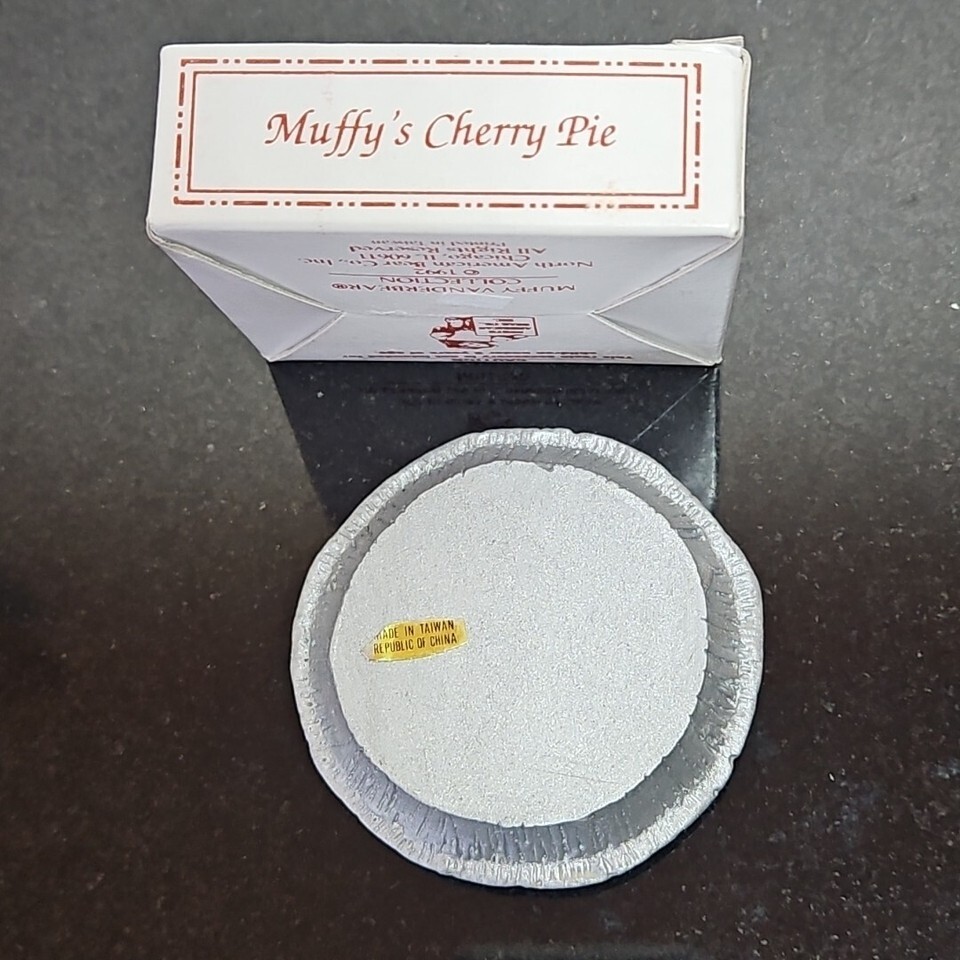 Muffy's Cherry Pie
MUFFY VANDERBEAR®
COLLECTION
© 1992
North American Bear Co., Inc.
Chicago, IL 60611
All Rights Reserved
Printed in Taiwan
MADE IN TAIWAN
REPUBLIC OF CHINA